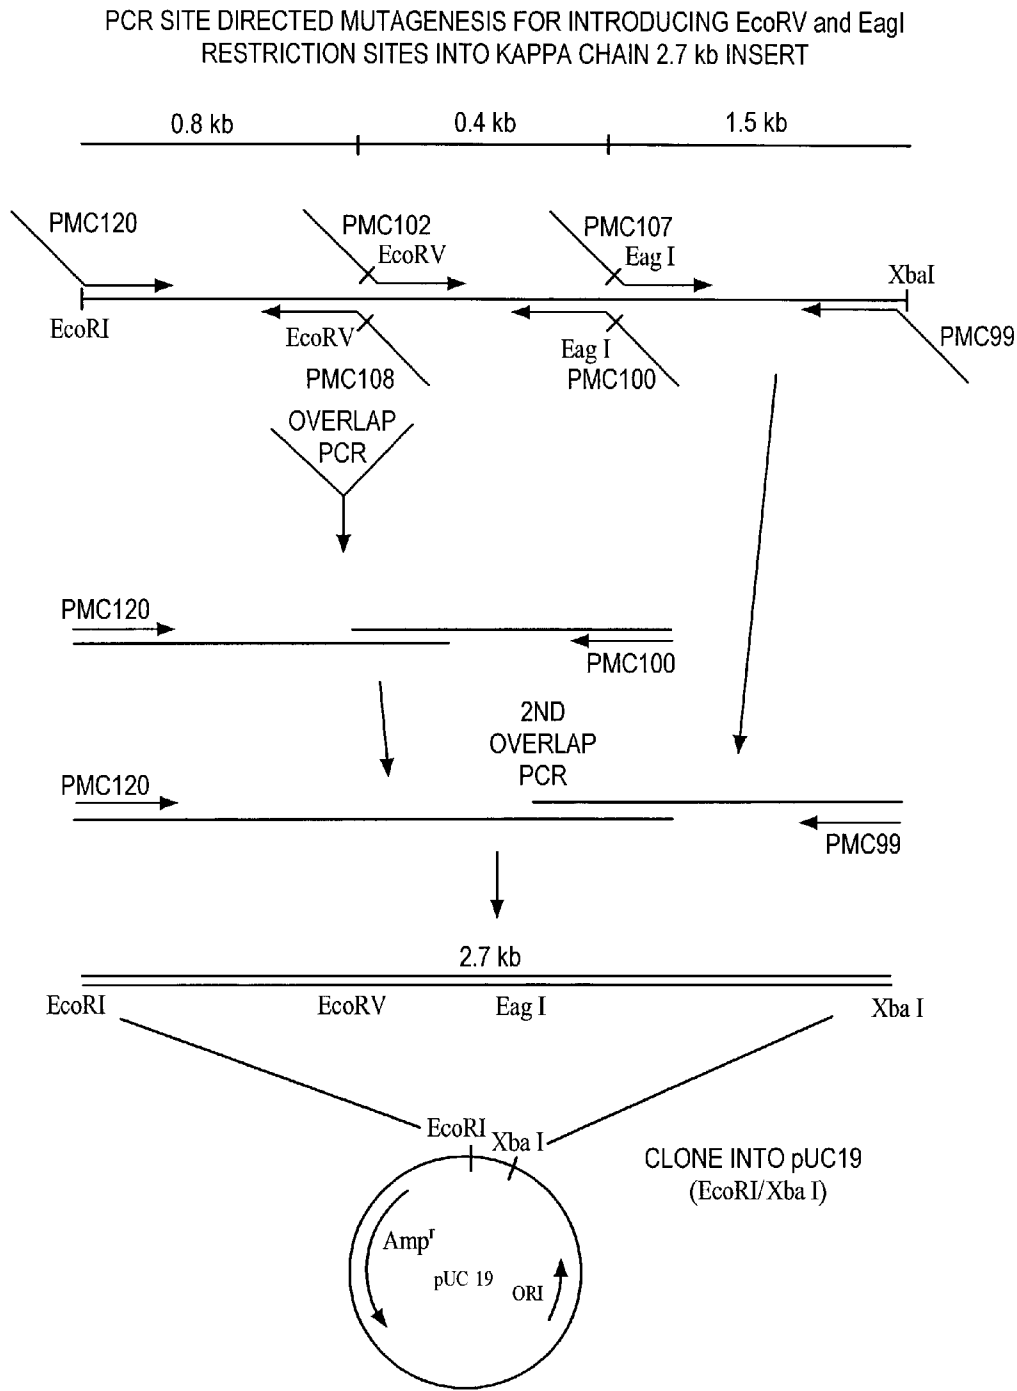 PCR SITE DIRECTED MUTAGENESIS FOR INTRODUCING EcoRV and EagI
RESTRICTION SITES INTO KAPPA CHAIN 2.7 kb INSERT
0.8 kb 0.4 kb 1.5 kb
PMC120 PMC102 PMC107
EcoRV Eag I XbaI
EcoRI EcoRV Eag I PMC99
PMC108 PMC100
OVERLAP
PCR
PMC120
PMC100
2ND
OVERLAP
PCR
PMC120
PMC99
2.7 kb
EcoRI EcoRV Eag I Xba I
EcoRI Xba I
CLONE INTO pUC19
(EcoRI/Xba I)
Ampr
pUC 19
ORI